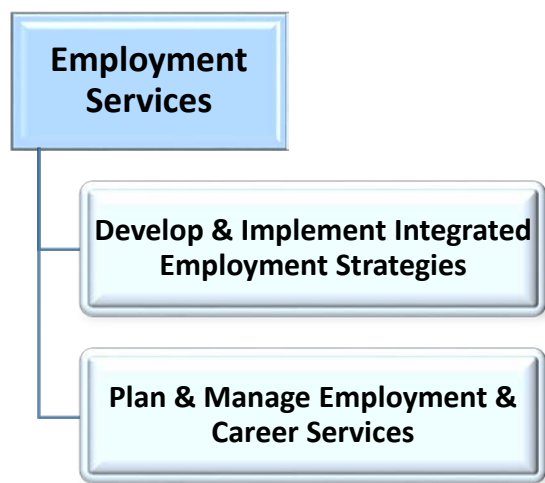 Employment
Services
Develop & Implement Integrated
Employment Strategies
Plan & Manage Employment &
Career Services